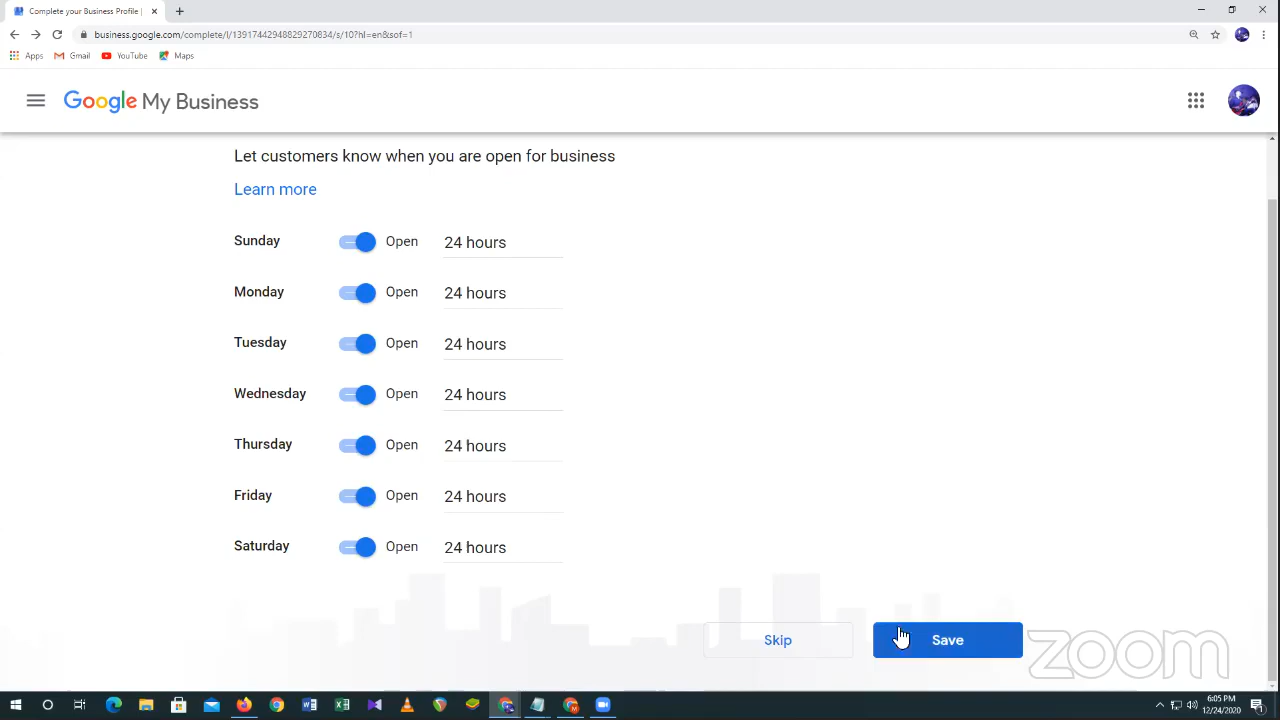 Complete your Business Profile |
business.google.com/complete/l/13917442948829270834/s/10?hl=en&sof=1
Apps Gmail YouTube Maps
Google My Business
Let customers know when you are open for business
Learn more
Sunday Open 24 hours
Monday Open 24 hours
Tuesday Open 24 hours
Wednesday Open 24 hours
Thursday Open 24 hours
Friday Open 24 hours
Saturday Open 24 hours
Skip Save
zoom
6:05 PM
12/24/2020